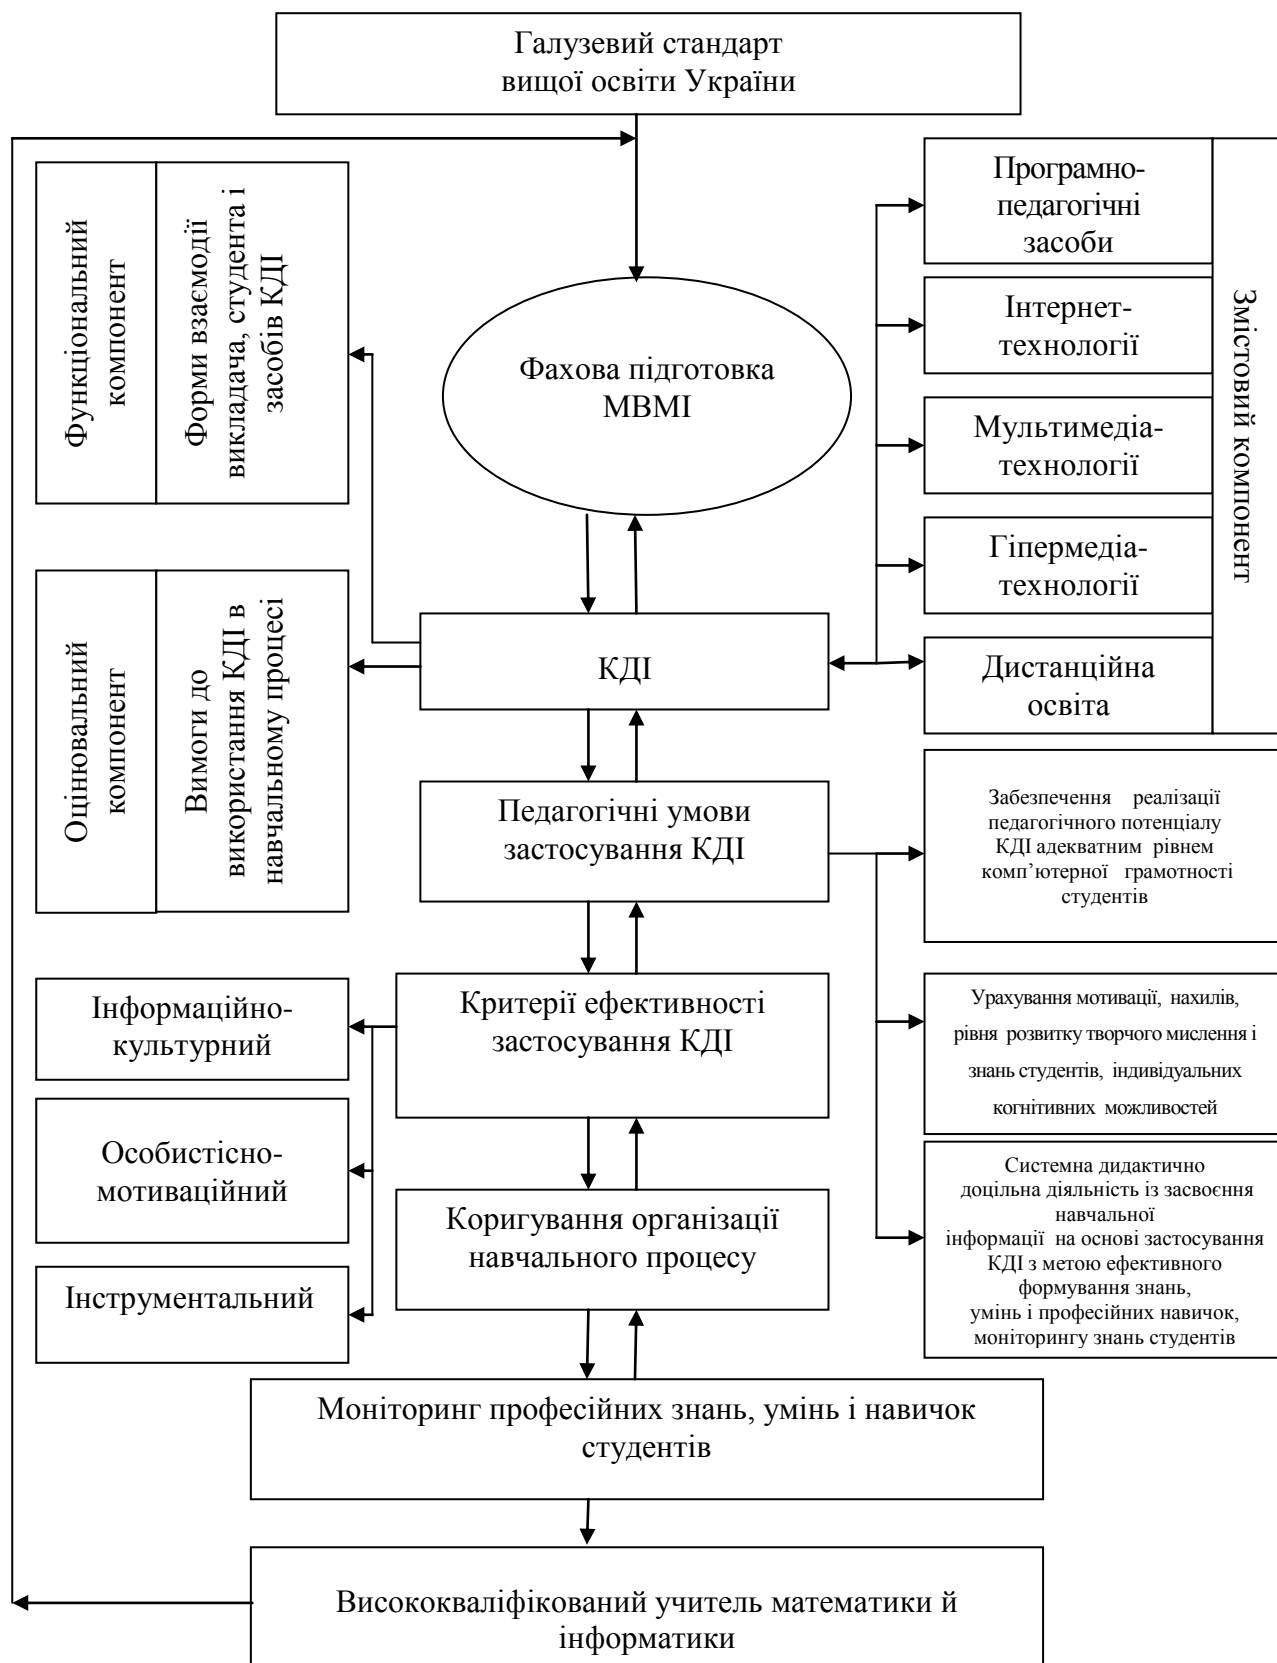 Галузевий стандарт
вищої освіти України
Функціональний
компонент
Форми взаємодії
викладача, студента і
засобів КДІ
Фахова підготовка
МВМІ
Програмно-
педагогічні
засоби
Інтернет-
технології
Мультимедіа-
технології
Гіпермедіа-
технології
Дистанційна
освіта
Змістовий компонент
Оцінювальний
компонент
Вимоги до
використання КДІ в
навчальному процесі
КДІ
Педагогічні умови
застосування КДІ
Забезпечення реалізації
педагогічного потенціалу
КДІ адекватним рівнем
комп’ютерної грамотності
студентів
Урахування мотивації, нахилів,
рівня розвитку творчого мислення і
знань студентів, індивідуальних
когнітивних можливостей
Системна дидактично
доцільна діяльність із засвоєння
навчальної
інформації на основі застосування
КДІ з метою ефективного
формування знань,
умінь і професійних навичок,
моніторингу знань студентів
Критерії ефективності
застосування КДІ
Інформаційно-
культурний
Особистісно-
мотиваційний
Інструментальний
Коригування організації
навчального процесу
Моніторинг професійних знань, умінь і навичок
студентів
Висококваліфікований учитель математики й
інформатики